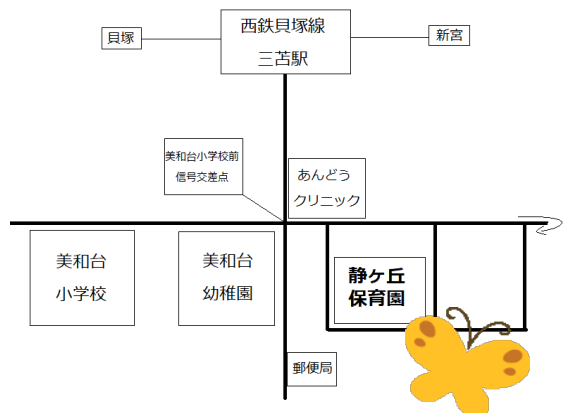 西鉄貝塚線
三苫駅
貝塚
新宮
美和台小学校前
信号交差点
あんどう
クリニック
美和台
小学校
美和台
幼稚園
静ヶ丘
保育園
郵便局